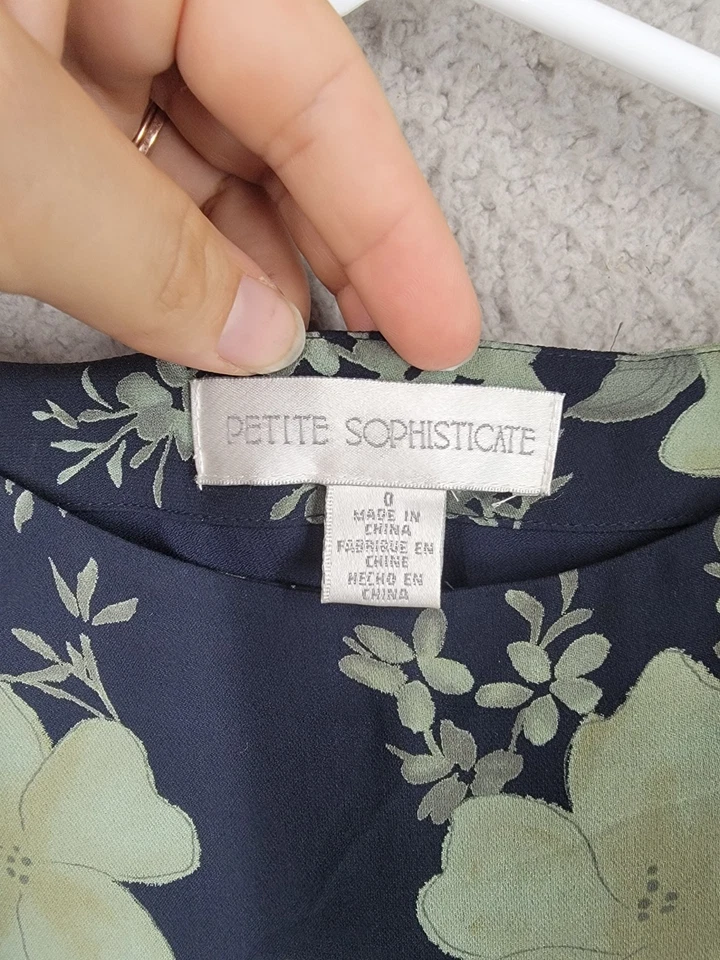 PETITE SOPHISTICATE
0
MADE IN
CHINA
FABRIQUE EN
CHINE
HECHO EN
CHINA